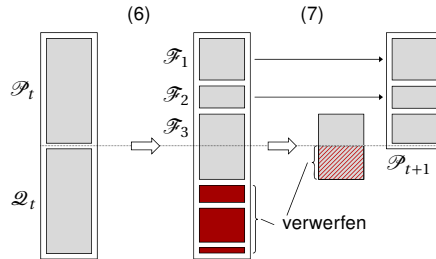 (6) (7)
𝒫t
ℱ1
ℱ2
ℱ3
𝒬t
𝒫t+1
verwerfen